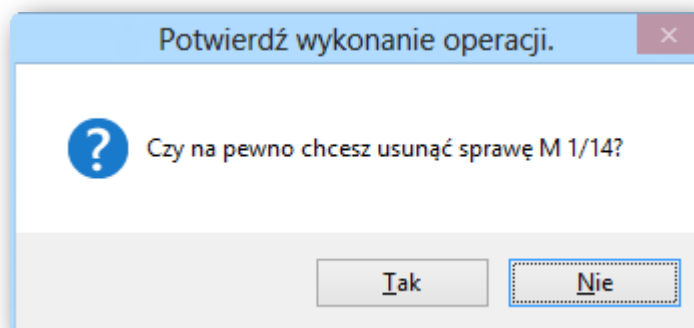 Potwierdź wykonanie operacji.
Czy na pewno chcesz usunąć sprawę M 1/14?
Tak
Nie